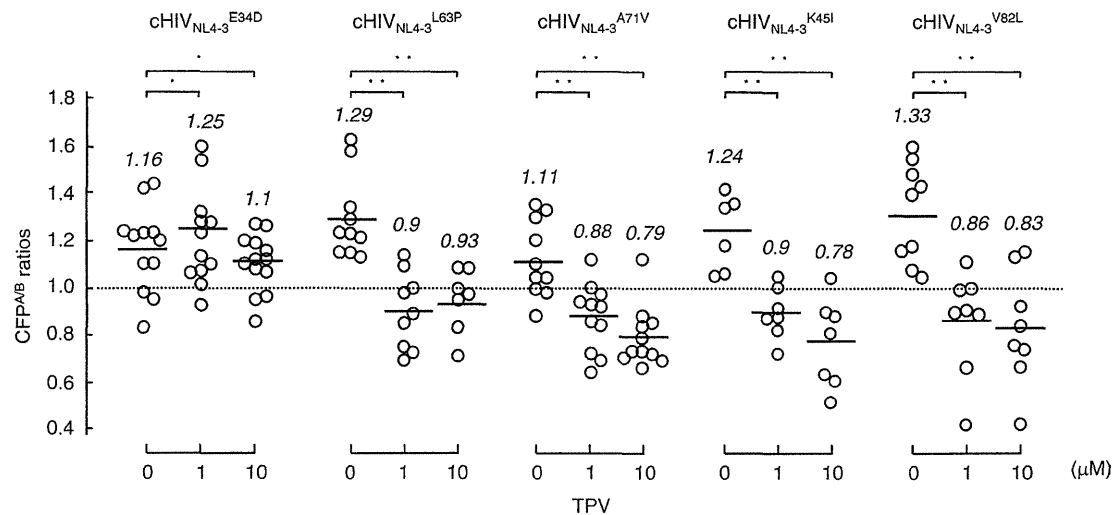 cHIVNL4-3E34D cHIVNL4-3L63P cHIVNL4-3A71V cHIVNL4-3K45I cHIVNL4-3V82L
* ** ** ** **
* ** ** ** **
1.8
1.6
1.4
1.2
1.0
0.8
0.6
0.4
CFPA/B ratios
1.16 1.25 1.1
1.29 0.9 0.93
1.11 0.88 0.79
1.24 0.9 0.78
1.33 0.86 0.83
0 1 10 0 1 10 0 1 10 0 1 10 0 1 10 (μM)
TPV